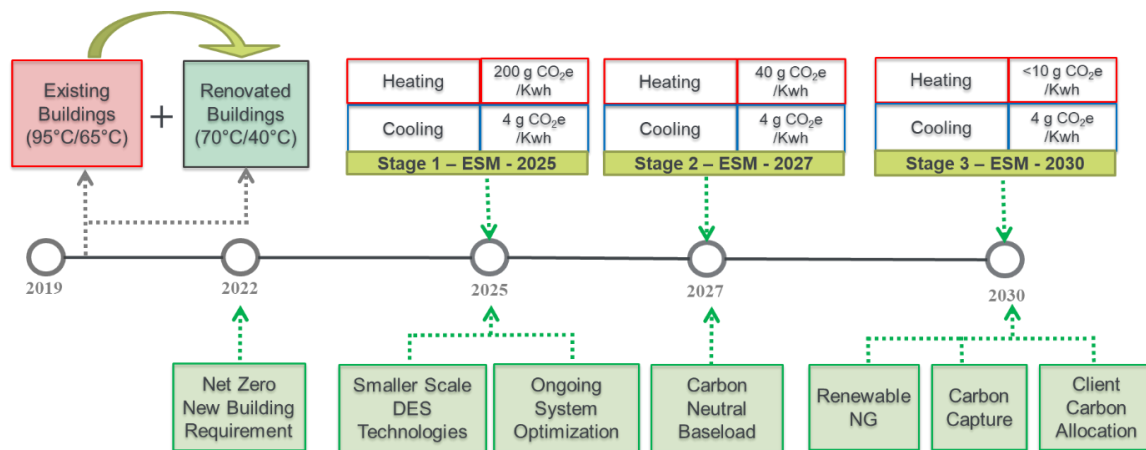 Existing
Buildings
(95°C/65°C)
+
Renovated
Buildings
(70°C/40°C)
Heating
200 g CO₂e
/Kwh
Cooling
4 g CO₂e
/Kwh
Stage 1 – ESM - 2025
Heating
40 g CO₂e
/Kwh
Cooling
4 g CO₂e
/Kwh
Stage 2 – ESM - 2027
Heating
<10 g CO₂e
/Kwh
Cooling
4 g CO₂e
/Kwh
Stage 3 – ESM - 2030
2019
2022
2025
2027
2030
Net Zero
New Building
Requirement
Smaller Scale
DES
Technologies
Ongoing
System
Optimization
Carbon
Neutral
Baseload
Renewable
NG
Carbon
Capture
Client
Carbon
Allocation